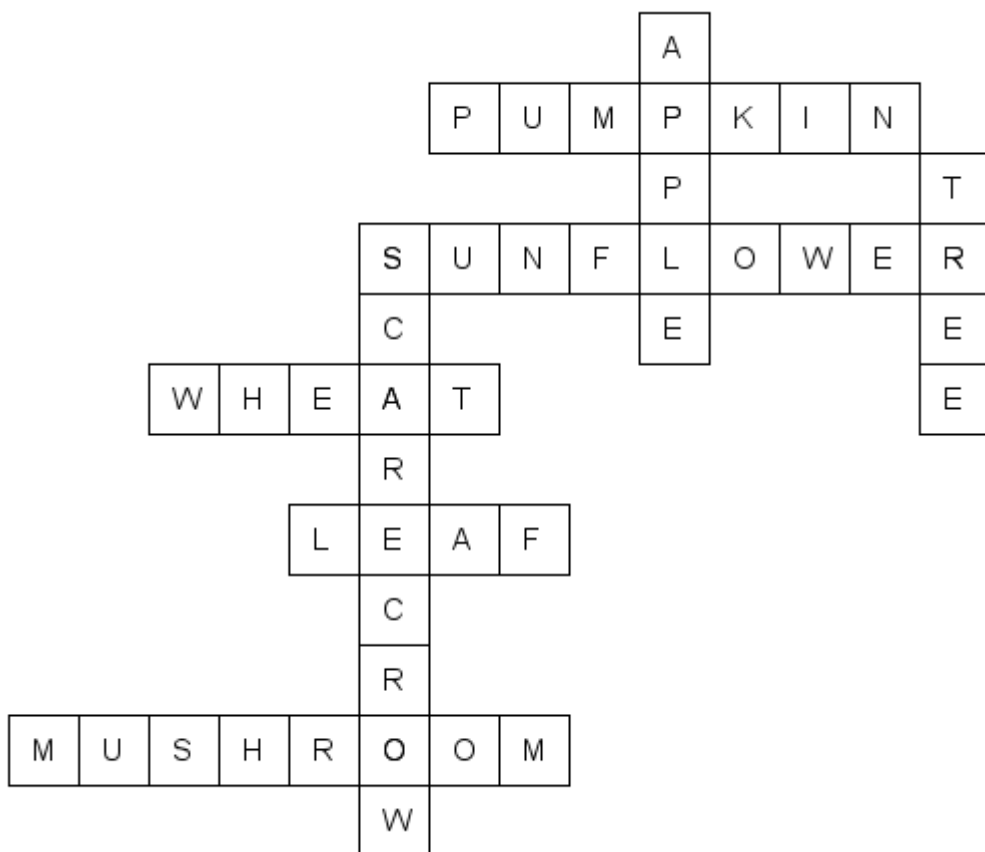 A
PUMPKIN
P T
SUNFLOWER
C E E
WHEAT E
R
LEAF
C
R
MUSHROOM
W